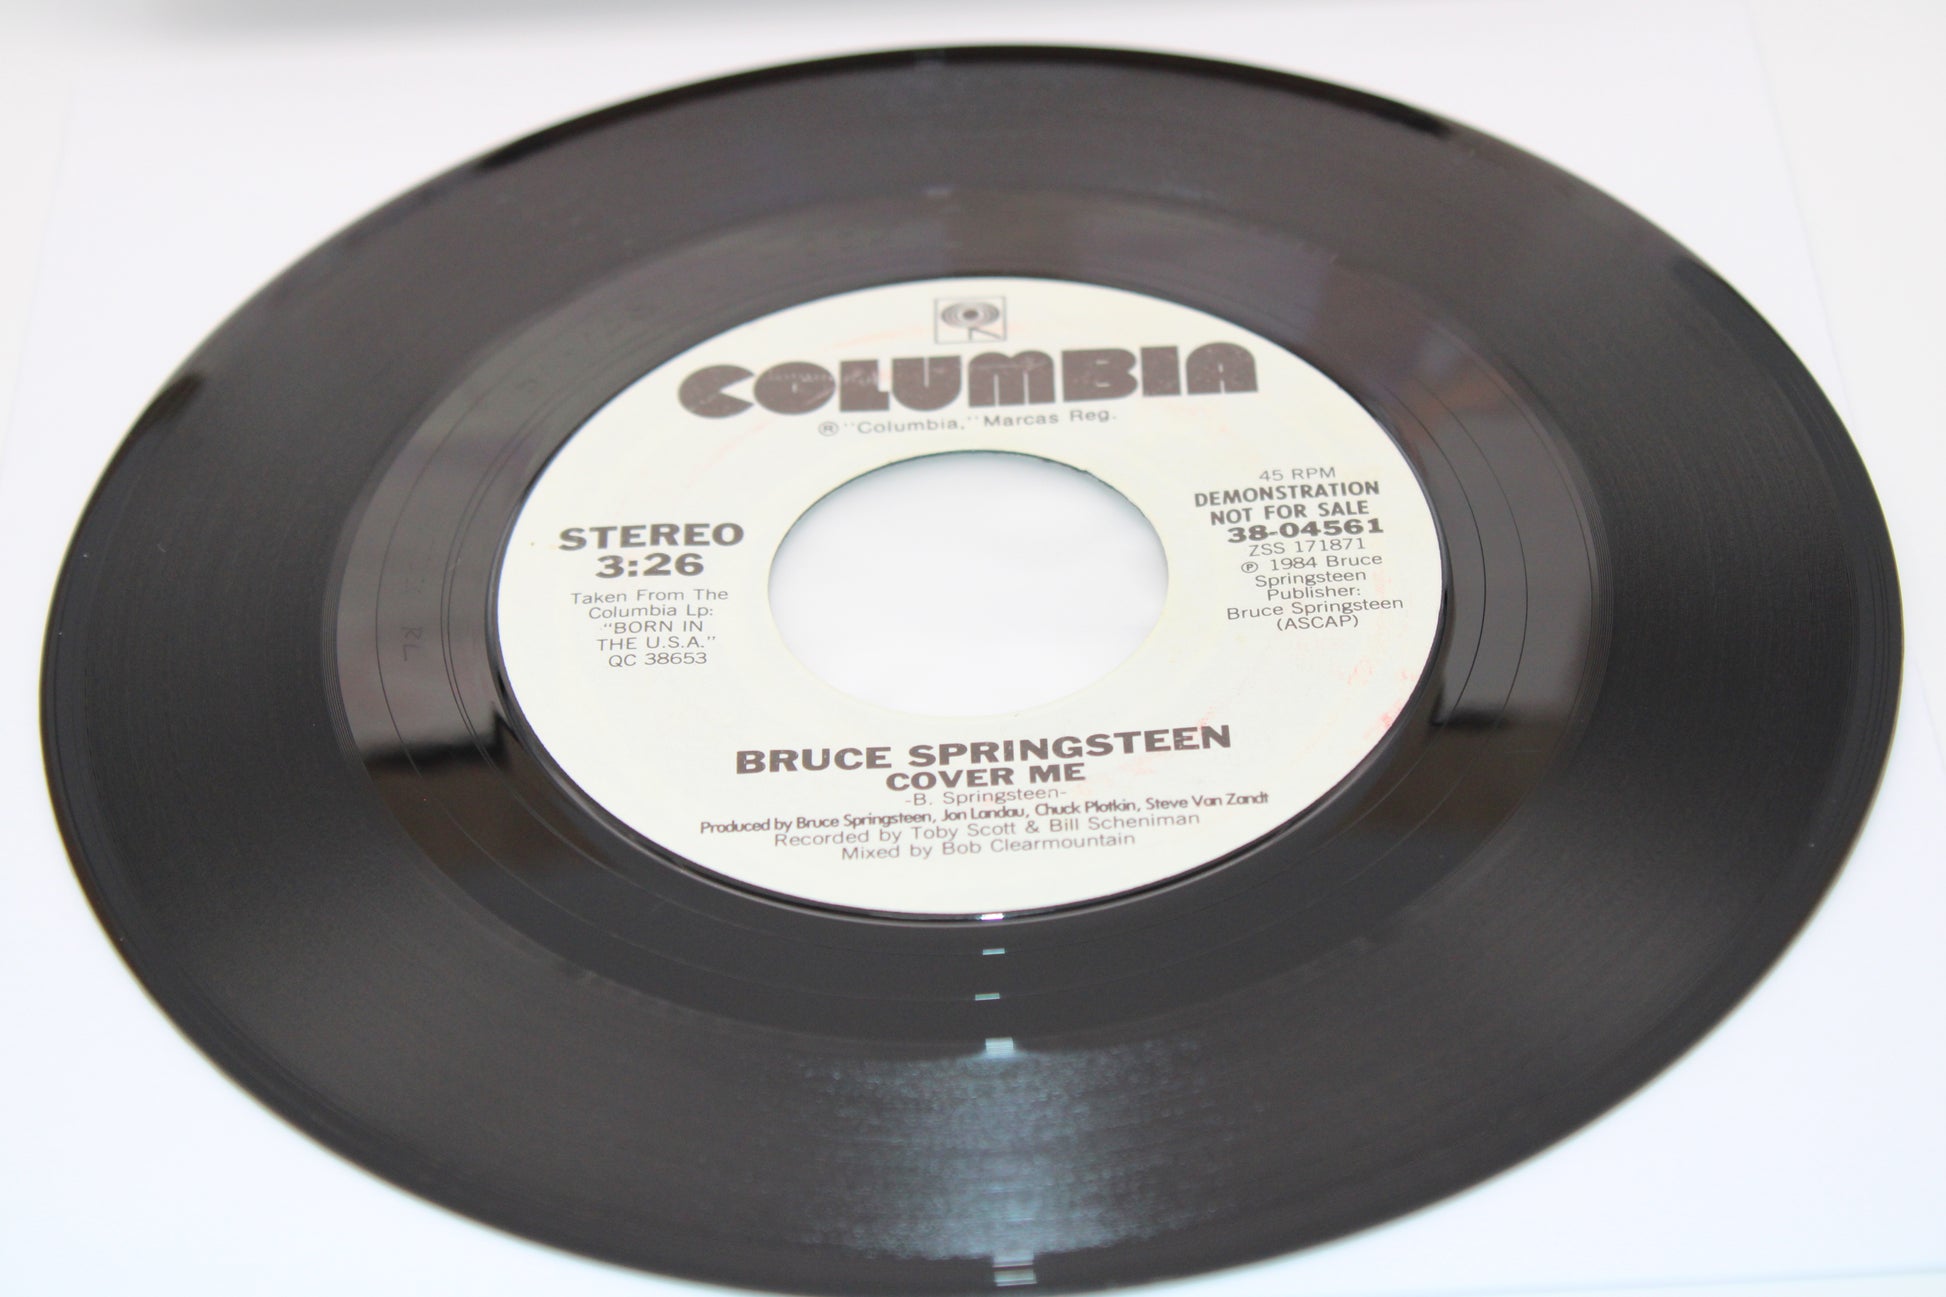 COLUMBIA
® "Columbia," Marcas Reg.
STEREO
3:26
Taken From The
Columbia Lp:
"BORN IN
THE U.S.A."
QC 38653
45 RPM
DEMONSTRATION
NOT FOR SALE
38-04561
ZSS 171871
℗ 1984 Bruce
Springsteen
Publisher:
Bruce Springsteen
(ASCAP)
BRUCE SPRINGSTEEN
COVER ME
-B. Springsteen-
Produced by Bruce Springsteen, Jon Landau, Chuck Plotkin, Steve Van Zandt
Recorded by Toby Scott & Bill Scheniman
Mixed by Bob Clearmountain
RL